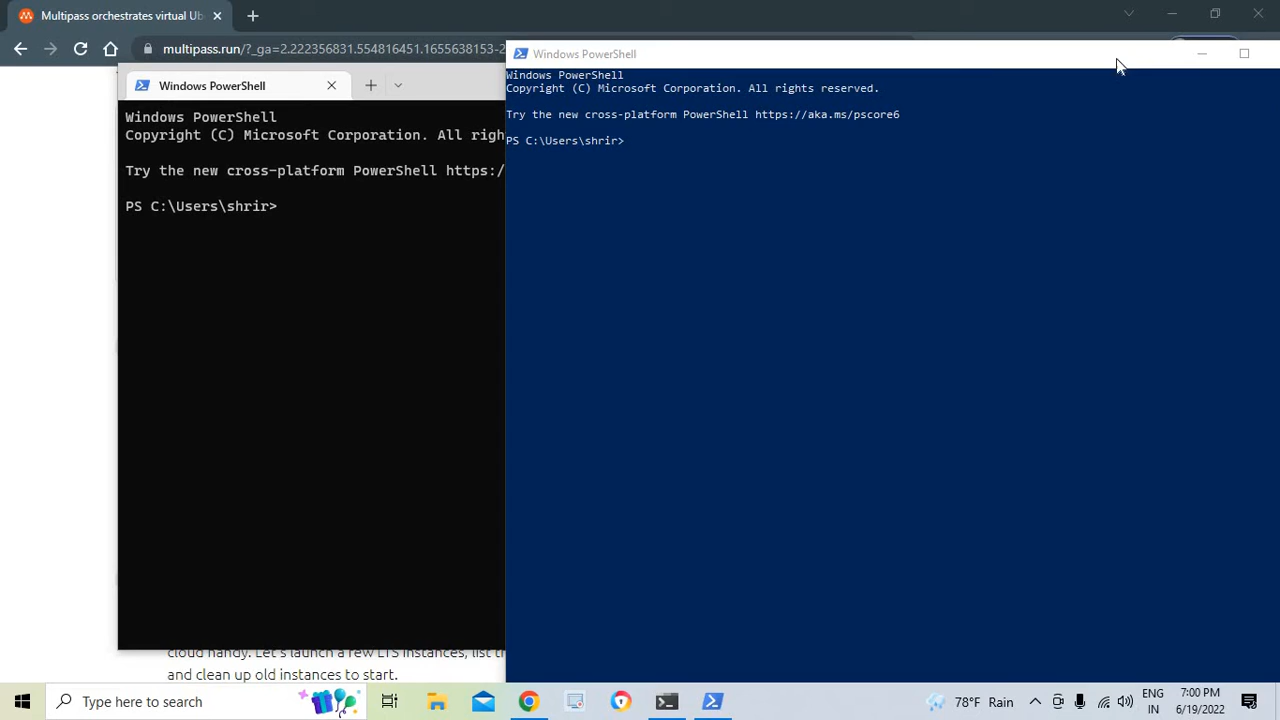 Multipass orchestrates virtual Ub
multipass.run/?_ga=2.222356831.554816451.1655638153-2
Windows PowerShell
Windows PowerShell
Copyright (C) Microsoft Corporation. All righ
Try the new cross-platform PowerShell https:/
PS C:\Users\shrir>
Windows PowerShell
Windows PowerShell
Copyright (C) Microsoft Corporation. All rights reserved.
Try the new cross-platform PowerShell https://aka.ms/pscore6
PS C:\Users\shrir>
cloud handy. Let's launch a few LTS instances, list th
and clean up old instances to start.
Type here to search
78°F Rain
ENG
IN
7:00 PM
6/19/2022